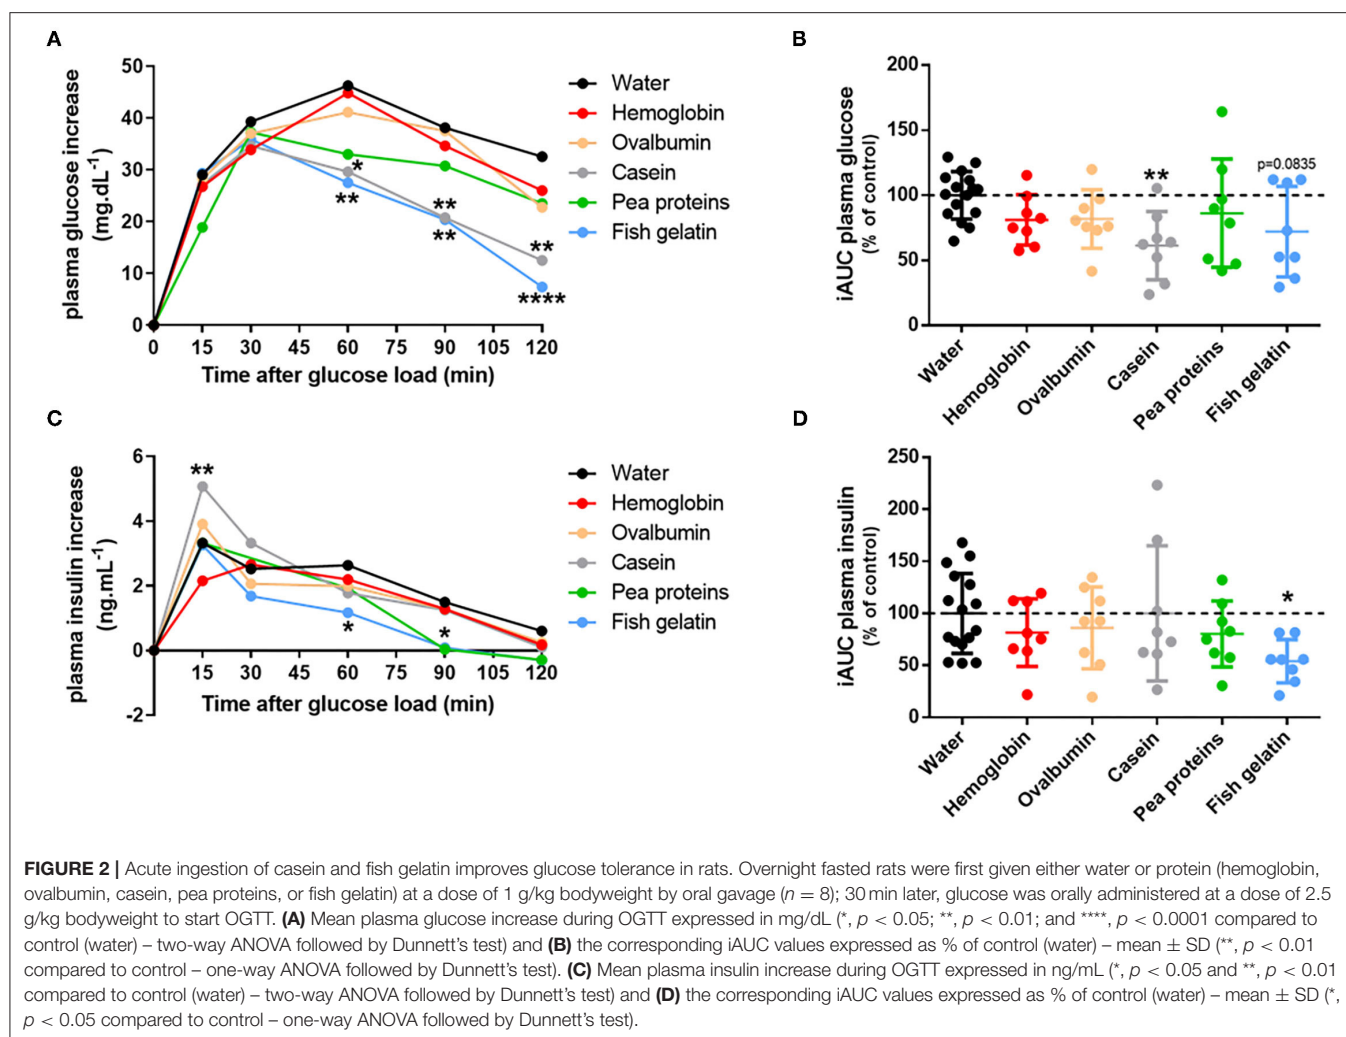 A
plasma glucose increase
(mg.dL-1)
50
40
30
20
10
0
0 15 30 45 60 75 90 105 120
Time after glucose load (min)
* ** ** ** ** ****
Water
Hemoglobin
Ovalbumin
Casein
Pea proteins
Fish gelatin
B
iAUC plasma glucose
(% of control)
200
150
100
50
0
**
p=0.0835
Water
Hemoglobin
Ovalbumin
Casein
Pea proteins
Fish gelatin
C
plasma insulin increase
(ng.mL-1)
6
4
2
0
-2
15 30 45 60 75 90 105 120
Time after glucose load (min)
** * *
Water
Hemoglobin
Ovalbumin
Casein
Pea proteins
Fish gelatin
D
iAUC plasma insulin
(% of control)
250
200
150
100
50
0
*
Water
Hemoglobin
Ovalbumin
Casein
Pea proteins
Fish gelatin
FIGURE 2 | Acute ingestion of casein and fish gelatin improves glucose tolerance in rats. Overnight fasted rats were first given either water or protein (hemoglobin,
ovalbumin, casein, pea proteins, or fish gelatin) at a dose of 1 g/kg bodyweight by oral gavage (n = 8); 30 min later, glucose was orally administered at a dose of 2.5
g/kg bodyweight to start OGTT. (A) Mean plasma glucose increase during OGTT expressed in mg/dL (*, p < 0.05; **, p < 0.01; and ****, p < 0.0001 compared to
control (water) – two-way ANOVA followed by Dunnett's test) and (B) the corresponding iAUC values expressed as % of control (water) – mean ± SD (**, p < 0.01
compared to control – one-way ANOVA followed by Dunnett's test). (C) Mean plasma insulin increase during OGTT expressed in ng/mL (*, p < 0.05 and **, p < 0.01
compared to control (water) – two-way ANOVA followed by Dunnett's test) and (D) the corresponding iAUC values expressed as % of control (water) – mean ± SD (*,
p < 0.05 compared to control – one-way ANOVA followed by Dunnett's test).